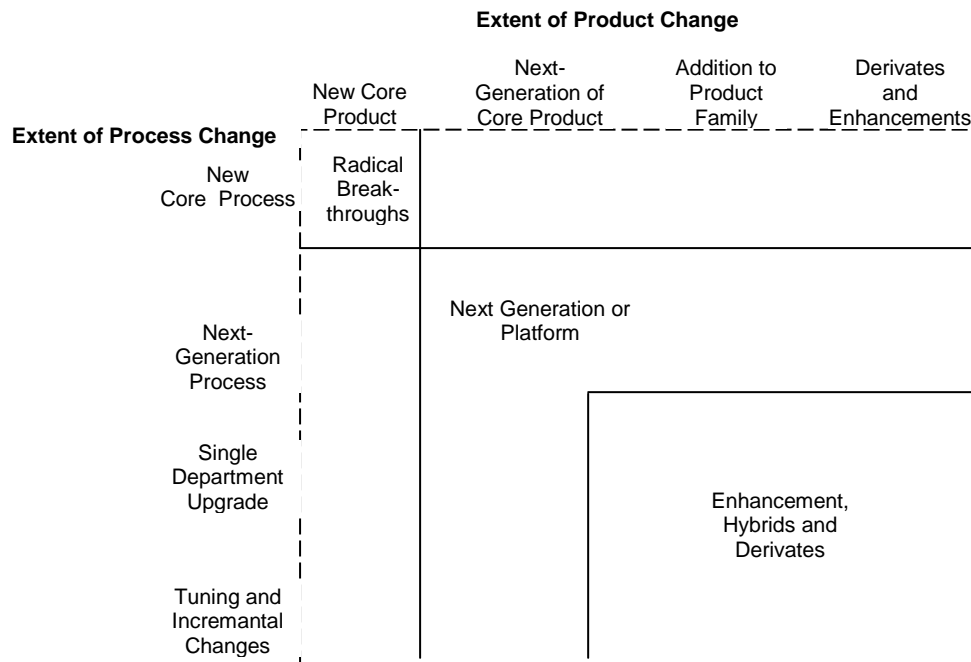 Extent of Product Change
New Core
Product
Next-
Generation of
Core Product
Addition to
Product
Family
Derivates
and
Enhancements
Extent of Process Change
New
Core Process
Radical
Break-
throughs
Next-
Generation
Process
Next Generation or
Platform
Single
Department
Upgrade
Enhancement,
Hybrids and
Derivates
Tuning and
Incremantal
Changes